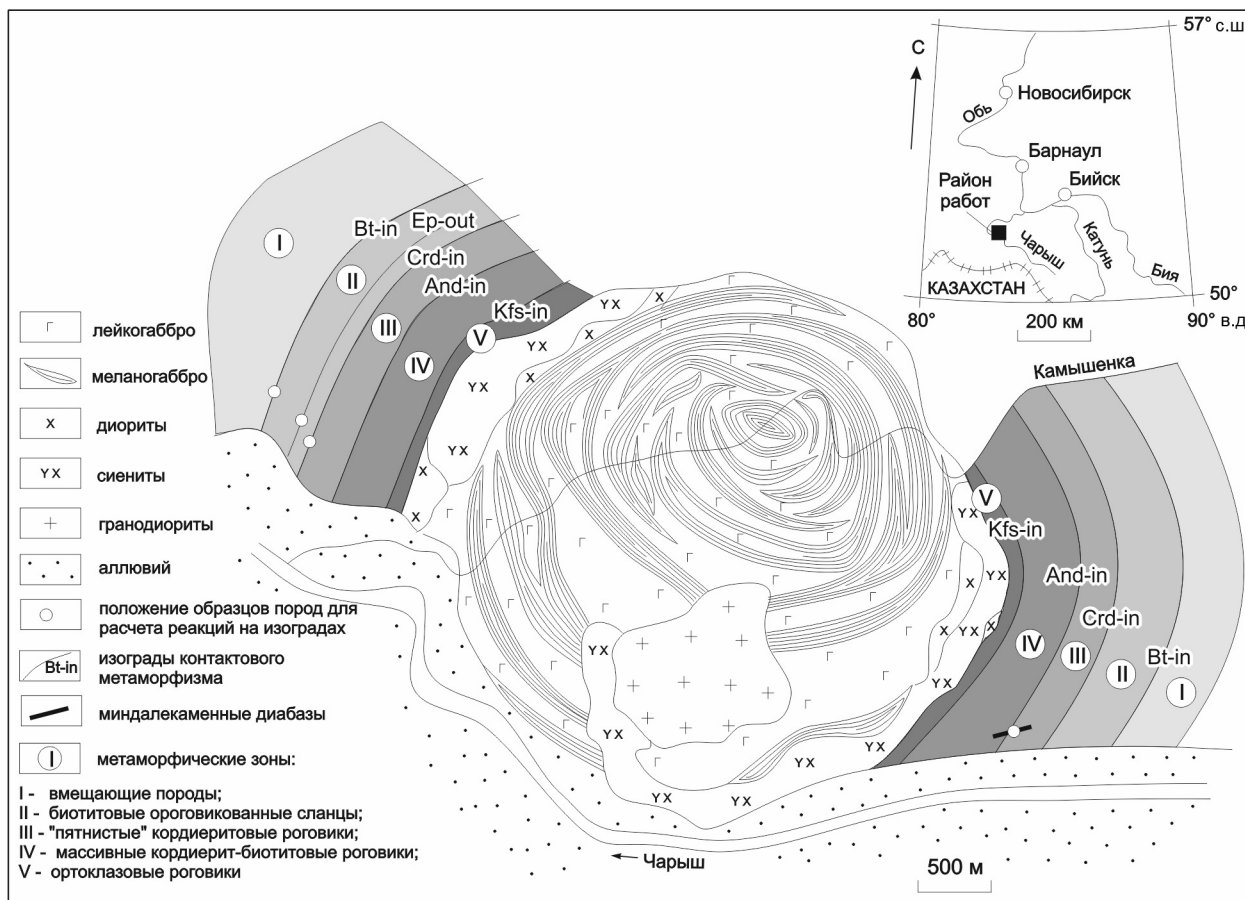 57° с.ш
С
Новосибирск
Обь
Барнаул
Бийск
Район
работ
Чарыш
Катунь
Бия
КАЗАХСТАН
50°
80°
200 км
90° в.д
Камышенка
I
Bt-in
Ep-out
II
Crd-in
And-in
III
Kfs-in
IV
V
V
Kfs-in
And-in
Crd-in
Bt-in
IV
III
II
I
лейкогаббро
меланогаббро
x
диориты
YX
сиениты
+
гранодиориты
аллювий
положение образцов пород для
расчета реакций на изоградах
Bt-in
изограды контактового
метаморфизма
миндалекаменные диабазы
I
метаморфические зоны:
I - вмещающие породы;
II - биотитовые ороговикованные сланцы;
III - "пятнистые" кордиеритовые роговики;
IV - массивные кордиерит-биотитовые роговики;
V - ортоклазовые роговики
Чарыш
500 м